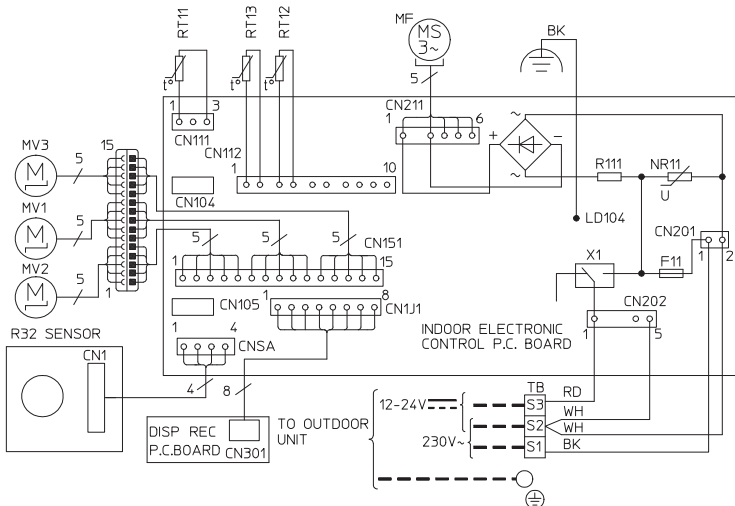 RT11
RT13
RT12
MF
MS
3~
BK
t°
t°
t°
5
1
3
CN211
1
6
~
CN111
+
−
MV3
15
CN112
R111
NR11
5
M
1
10
~
U
CN104
MV1
5
LD104
M
5
5
5
CN151
CN201
X1
F11
1
2
MV2
1
15
5
M
1
CN105
1
8
CN1J1
CN202
R32 SENSOR
1
4
INDOOR ELECTRONIC
CONTROL P.C. BOARD
1
5
CN1
CNSA
4
8
TB
12-24V
S3
RD
WH
DISP REC
P.C.BOARD
CN301
TO OUTDOOR
UNIT
S2
WH
230V~
S1
BK